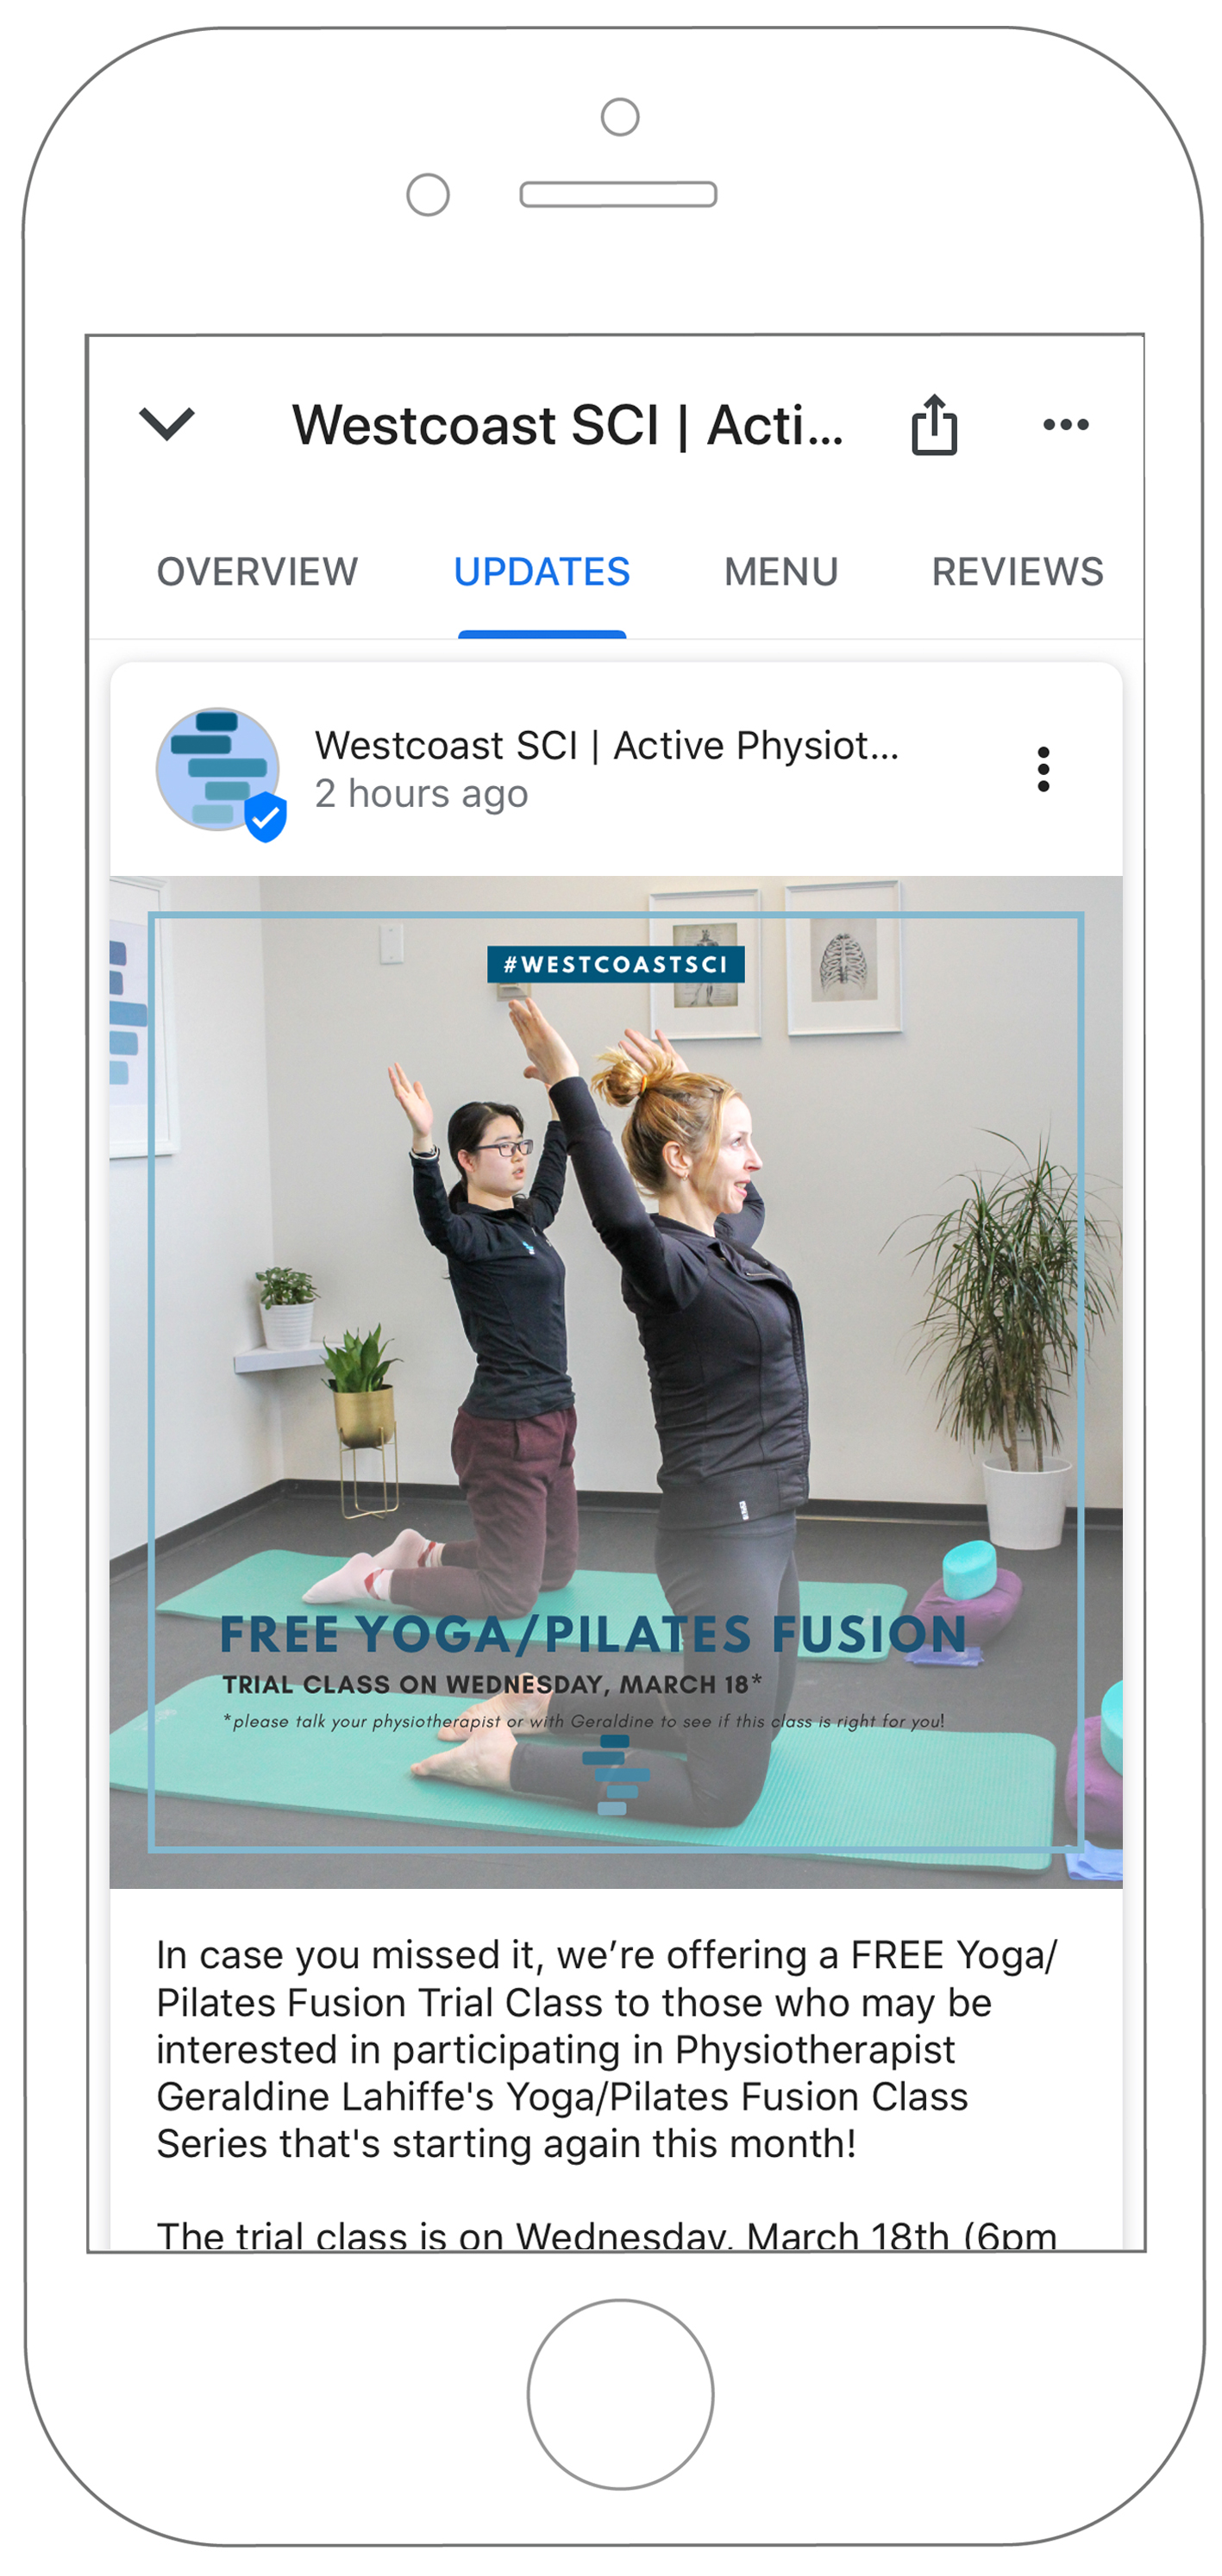 Westcoast SCI | Acti...
OVERVIEW
UPDATES
MENU
REVIEWS
Westcoast SCI | Active Physiot...
2 hours ago
#WESTCOASTSCI
FREE YOGA/PILATES FUSION
TRIAL CLASS ON WEDNESDAY, MARCH 18*
*please talk your physiotherapist or with Geraldine to see if this class is right for you!
In case you missed it, we’re offering a FREE Yoga/
Pilates Fusion Trial Class to those who may be
interested in participating in Physiotherapist
Geraldine Lahiffe's Yoga/Pilates Fusion Class
Series that's starting again this month!
The trial class is on Wednesday, March 18th (6pm